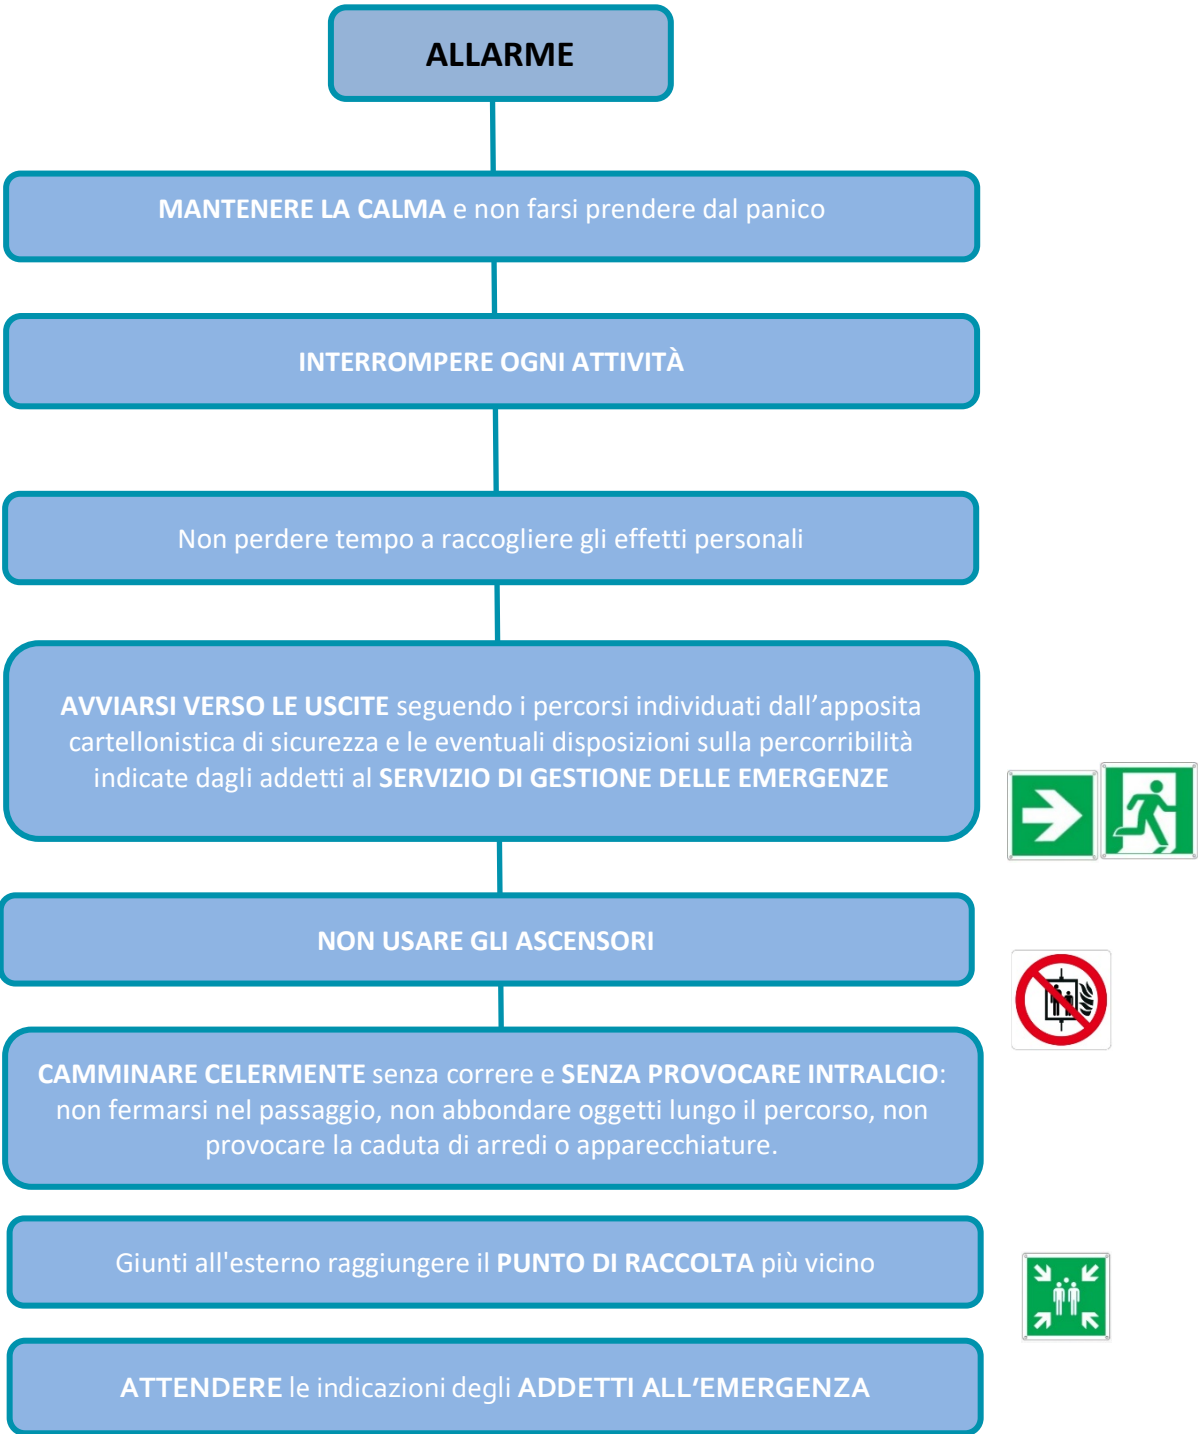 ALLARME
MANTENERE LA CALMA e non farsi prendere dal panico
INTERROMPERE OGNI ATTIVITÀ
Non perdere tempo a raccogliere gli effetti personali
AVVIARSI VERSO LE USCITE seguendo i percorsi individuati dall’apposita
cartellonistica di sicurezza e le eventuali disposizioni sulla percorribilità
indicate dagli addetti al SERVIZIO DI GESTIONE DELLE EMERGENZE
NON USARE GLI ASCENSORI
CAMMINARE CELERMENTE senza correre e SENZA PROVOCARE INTRALCIO:
non fermarsi nel passaggio, non abbondare oggetti lungo il percorso, non
provocare la caduta di arredi o apparecchiature.
Giunti all'esterno raggiungere il PUNTO DI RACCOLTA più vicino
ATTENDERE le indicazioni degli ADDETTI ALL’EMERGENZA